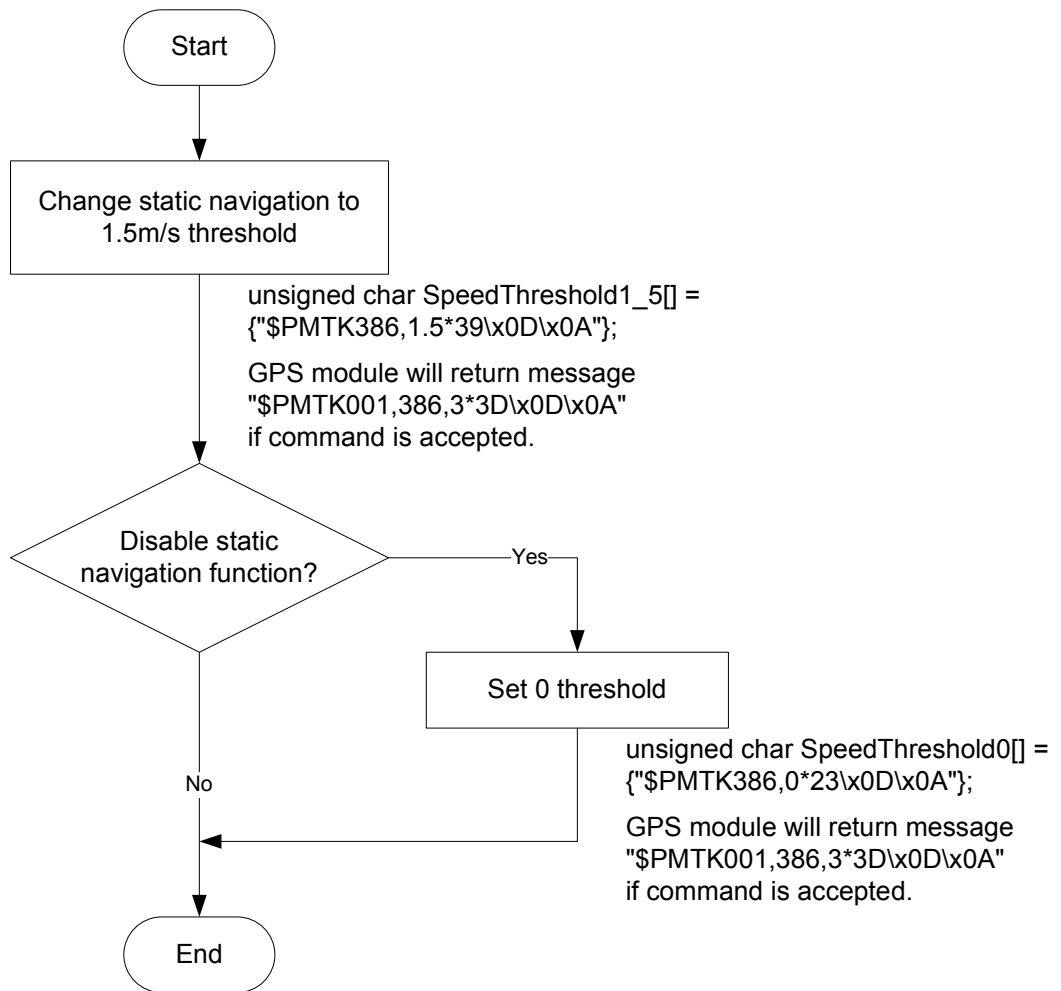 Start
Change static navigation to
1.5m/s threshold
unsigned char SpeedThreshold1_5[] =
{"$PMTK386,1.5*39\x0D\x0A"};
GPS module will return message
"$PMTK001,386,3*3D\x0D\x0A"
if command is accepted.
Disable static
navigation function?
Yes
Set 0 threshold
unsigned char SpeedThreshold0[] =
{"$PMTK386,0*23\x0D\x0A"};
No
GPS module will return message
"$PMTK001,386,3*3D\x0D\x0A"
if command is accepted.
End